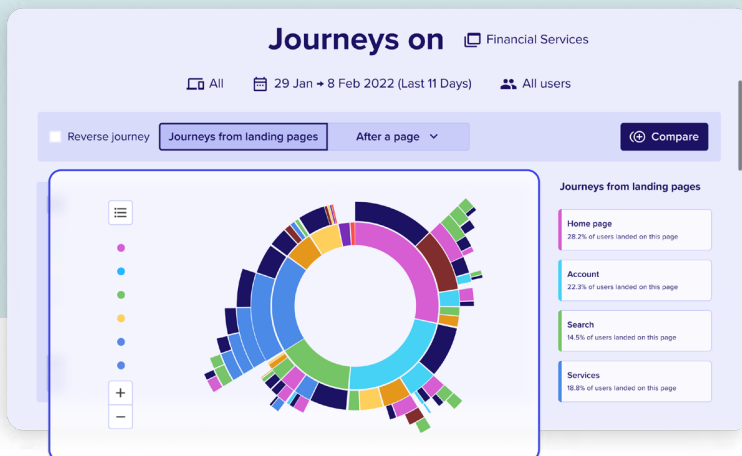 Journeys on
Financial Services
All
29 Jan → 8 Feb 2022 (Last 11 Days)
All users
Reverse journey
Journeys from landing pages
After a page
Compare
Journeys from landing pages
Home page
28.2% of users landed on this page
Account
22.3% of users landed on this page
Search
14.5% of users landed on this page
Services
18.8% of users landed on this page